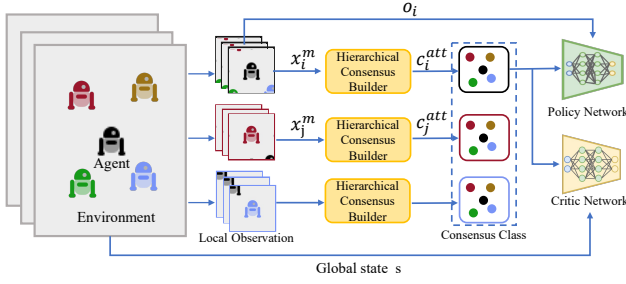 o_i
x_i^m
Hierarchical
Consensus
Builder
c_i^{att}
Policy Network
x_j^m
Hierarchical
Consensus
Builder
c_j^{att}
Agent
Hierarchical
Consensus
Builder
Environment
Local Observation
Consensus Class
Critic Network
Global state s